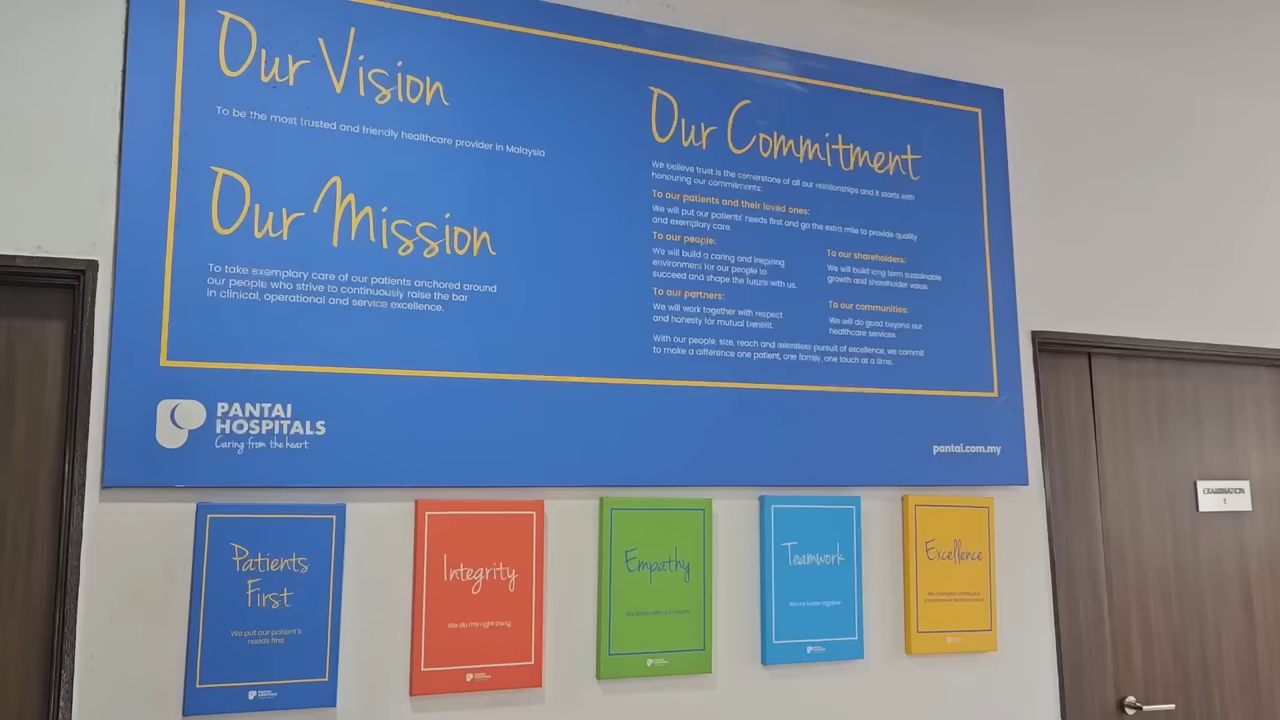 Our Vision
To be the most trusted and friendly healthcare provider in Malaysia
Our Mission
To take exemplary care of our patients anchored around
our people who strive to continuously raise the bar
in clinical, operational and service excellence.
Our Commitment
We believe trust is the cornerstone of all our relationships and it starts with
honouring our commitments:
To our patients and their loved ones:
We will put our patients' needs first and go the extra mile to provide quality
and exemplary care.
To our people:
We will build a caring and inspiring
environment for our people to
succeed and shape the future with us.
To our partners:
We will work together with respect
and honesty for mutual benefit.
To our shareholders:
We will build long term sustainable
growth and shareholder value
To our communities:
We will do good beyond our
healthcare services.
With our people, size, reach and relentless pursuit of excellence, we commit
to make a difference one patient, one family, one touch at a time.
PANTAI
HOSPITALS
Caring from the heart
pantai.com.my
Patients
First
We put our patient's
needs first
PANTAI
HOSPITALS
Integrity
We do the right thing
Empathy
Teamwork
We are better together
Excellence
EXAMINATION
1